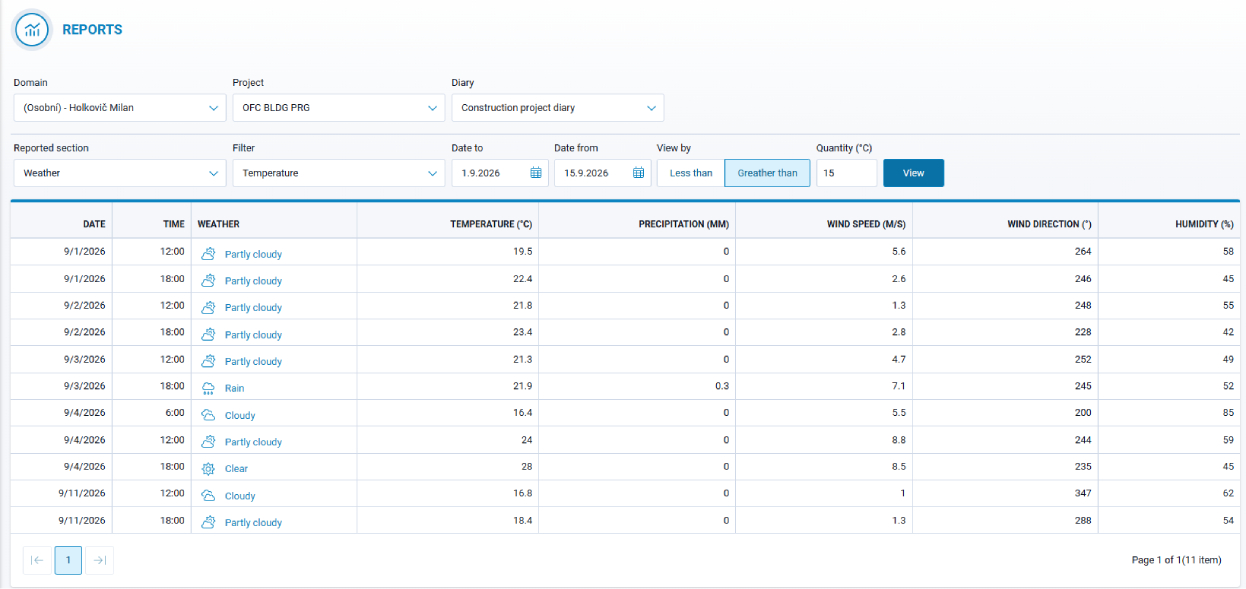 REPORTS
Domain Project Diary
(Osobní) - Holkovič Milan OFC BLDG PRG Construction project diary
Reported section Filter Date to Date from View by Quantity (°C)
Weather Temperature 1.9.2026 15.9.2026 Less than Greather than 15 View
DATE TIME WEATHER TEMPERATURE (°C) PRECIPITATION (MM) WIND SPEED (M/S) WIND DIRECTION (°) HUMIDITY (%)
9/1/2026 12:00 Partly cloudy 19.5 0 5.6 264 58
9/1/2026 18:00 Partly cloudy 22.4 0 2.6 246 45
9/2/2026 12:00 Partly cloudy 21.8 0 1.3 248 55
9/2/2026 18:00 Partly cloudy 23.4 0 2.8 228 42
9/3/2026 12:00 Partly cloudy 21.3 0 4.7 252 49
9/3/2026 18:00 Rain 21.9 0.3 7.1 245 52
9/4/2026 6:00 Cloudy 16.4 0 5.5 200 85
9/4/2026 12:00 Partly cloudy 24 0 8.8 244 59
9/4/2026 18:00 Clear 28 0 8.5 235 45
9/11/2026 12:00 Cloudy 16.8 0 1 347 62
9/11/2026 18:00 Partly cloudy 18.4 0 1.3 288 54
1 Page 1 of 1(11 item)